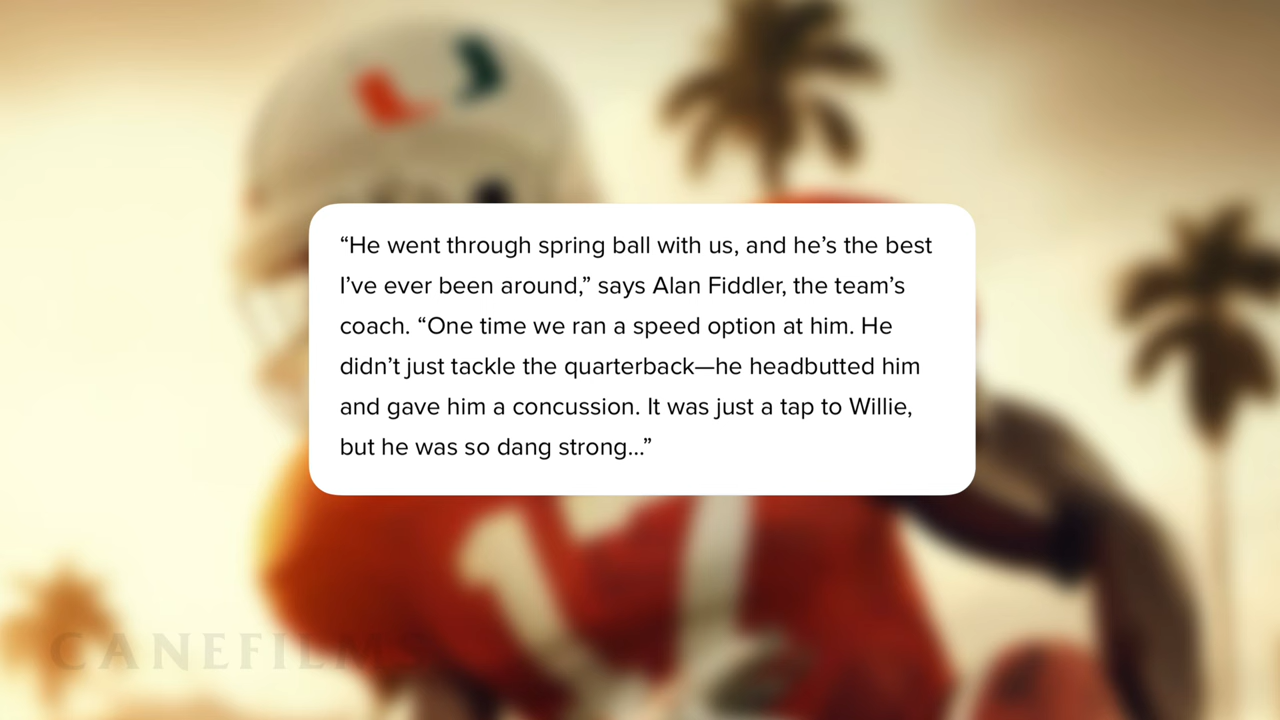 “He went through spring ball with us, and he’s the best
I’ve ever been around,” says Alan Fiddler, the team’s
coach. “One time we ran a speed option at him. He
didn’t just tackle the quarterback—he headbutted him
and gave him a concussion. It was just a tap to Willie,
but he was so dang strong...”
CANEFILMS